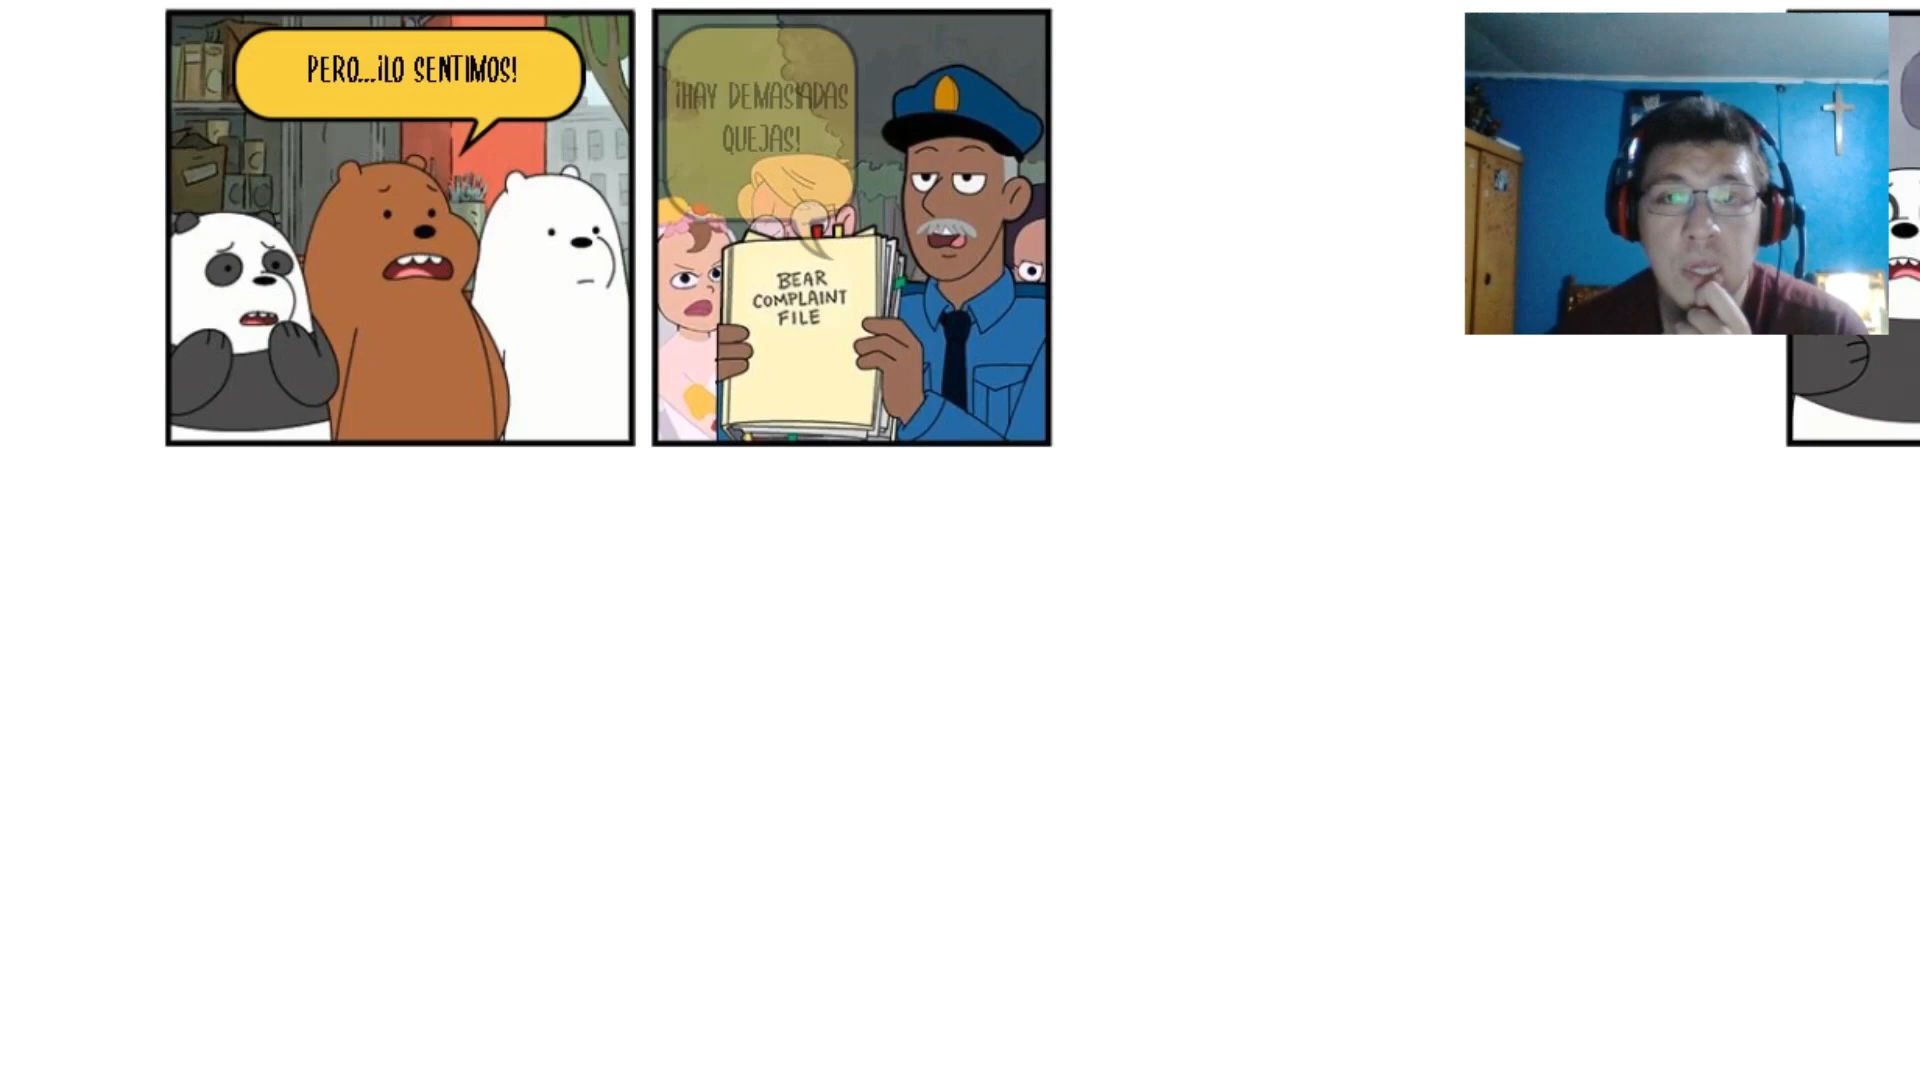 PERO...¡LO SENTIMOS!
¡HAY DEMASIADAS
QUEJAS!
BEAR
COMPLAINT
FILE